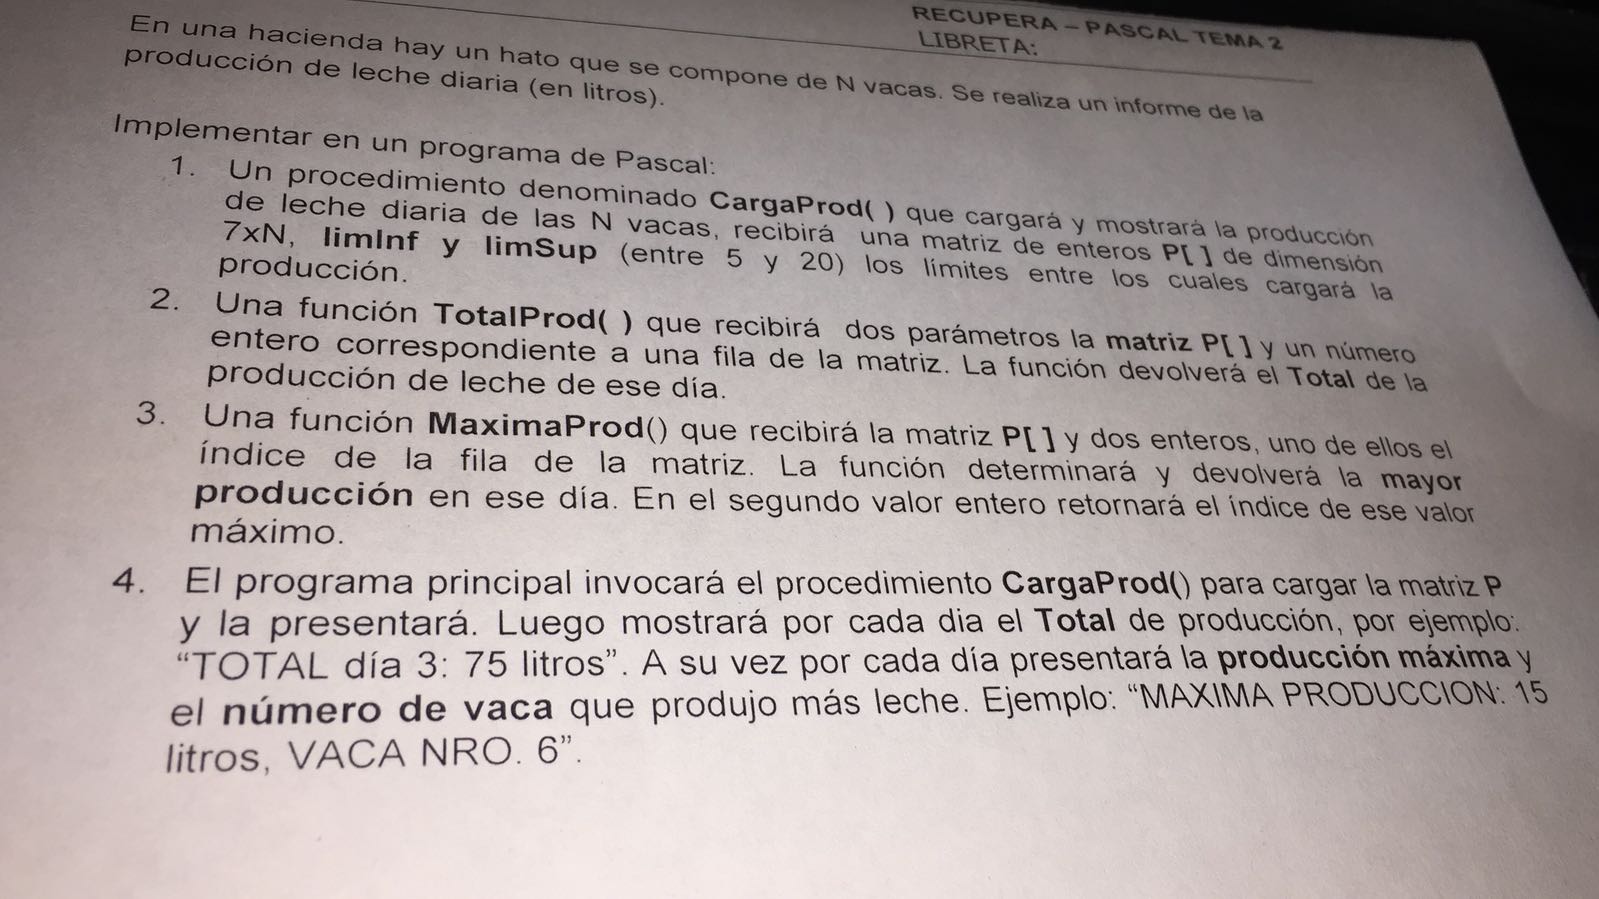 RECUPERA – PASCAL TEMA 2
LIBRETA:
En una hacienda hay un hato que se compone de N vacas. Se realiza un informe de la
producción de leche diaria (en litros).
Implementar en un programa de Pascal:
1. Un procedimiento denominado CargaProd( ) que cargará y mostrará la producción
de leche diaria de las N vacas, recibirá una matriz de enteros P[ ] de dimensión
7xN, limInf y limSup (entre 5 y 20) los límites entre los cuales cargará la
producción.
2. Una función TotalProd( ) que recibirá dos parámetros la matriz P[ ] y un número
entero correspondiente a una fila de la matriz. La función devolverá el Total de la
producción de leche de ese día.
3. Una función MaximaProd() que recibirá la matriz P[ ] y dos enteros, uno de ellos el
índice de la fila de la matriz. La función determinará y devolverá la mayor
producción en ese día. En el segundo valor entero retornará el índice de ese valor
máximo.
4. El programa principal invocará el procedimiento CargaProd() para cargar la matriz P
y la presentará. Luego mostrará por cada dia el Total de producción, por ejemplo:
“TOTAL día 3: 75 litros”. A su vez por cada día presentará la producción máxima y
el número de vaca que produjo más leche. Ejemplo: “MAXIMA PRODUCCION: 15
litros, VACA NRO. 6”.